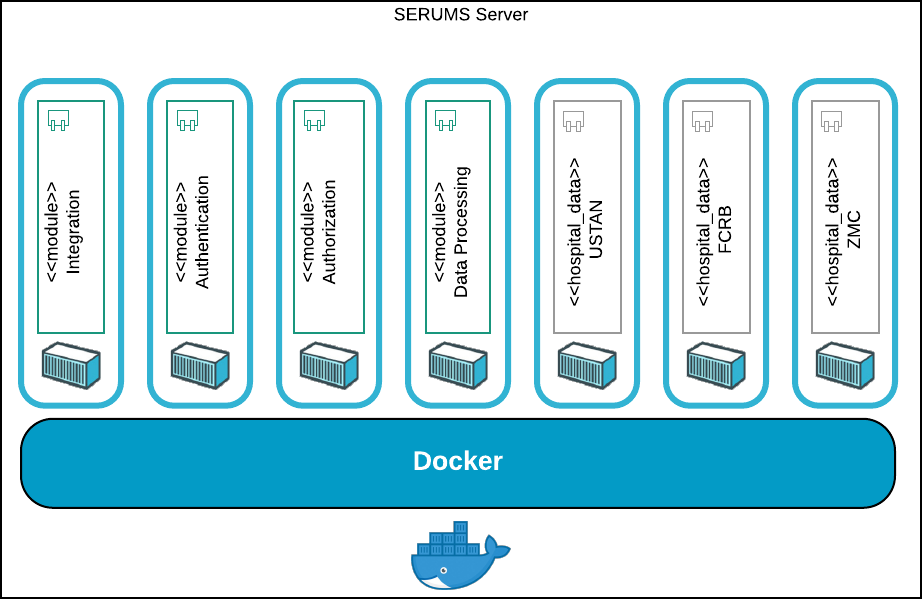 SERUMS Server
<<module>>
Integration
<<module>>
Authentication
<<module>>
Authorization
<<module>>
Data Processing
<<hospital_data>>
USTAN
<<hospital_data>>
FCRB
<<hospital_data>>
ZMC
Docker